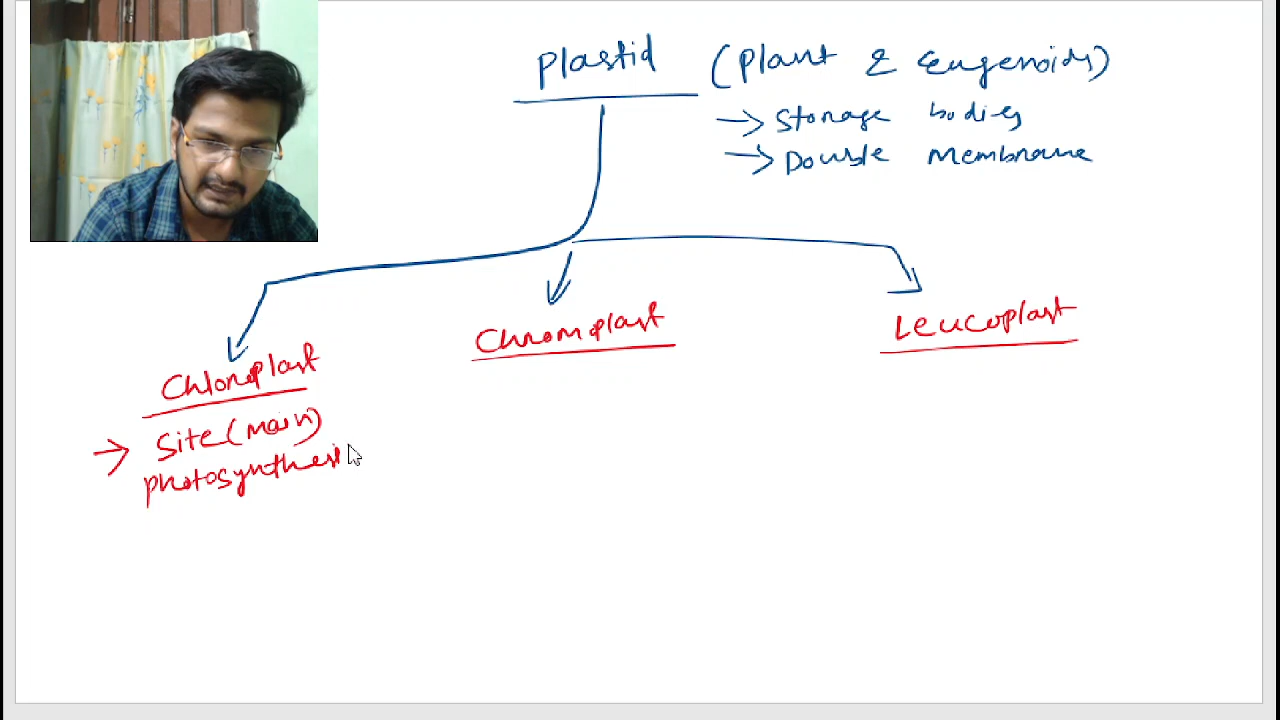 Plastid (Plant & Eugenoids)
→ Storage bodies
→ Double Membrane
Chloroplast
Chromoplast
Leucoplast
→ Site (main)
photosynthesi